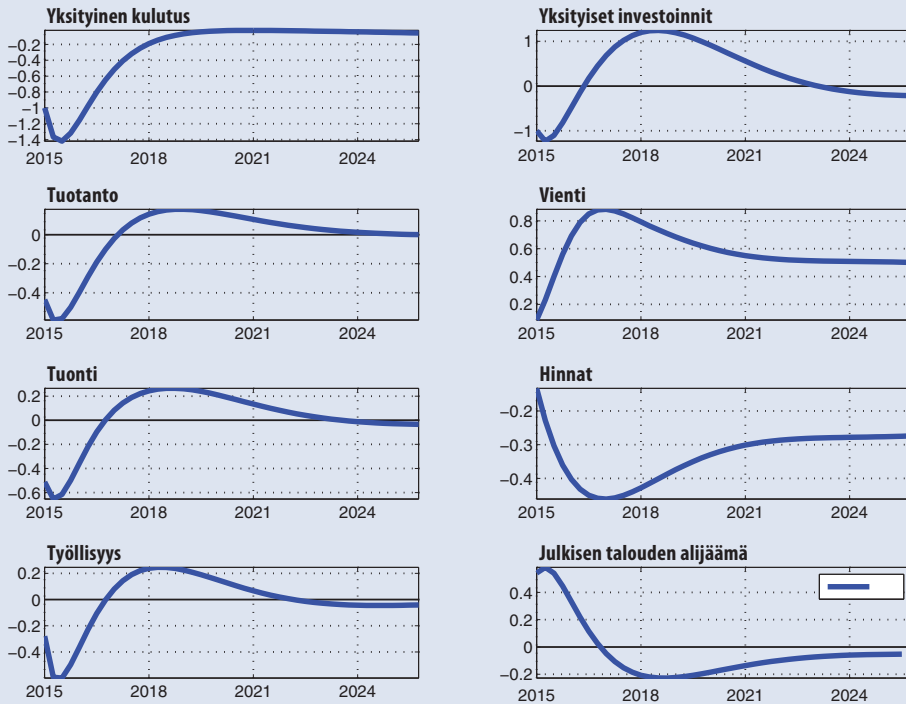 Yksityinen kulutus
−0.2
−0.4
−0.6
−0.8
−1
−1.2
−1.4
2015 2018 2021 2024
Yksityiset investoinnit
1
0
−1
2015 2018 2021 2024
Tuotanto
0
−0.2
−0.4
2015 2018 2021 2024
Vienti
0.8
0.6
0.4
0.2
2015 2018 2021 2024
Tuonti
0.2
0
−0.2
−0.4
−0.6
2015 2018 2021 2024
Hinnat
−0.2
−0.3
−0.4
2015 2018 2021 2024
Työllisyys
0.2
0
−0.2
−0.4
2015 2018 2021 2024
Julkisen talouden alijäämä
0.4
0.2
0
−0.2
2015 2018 2021 2024